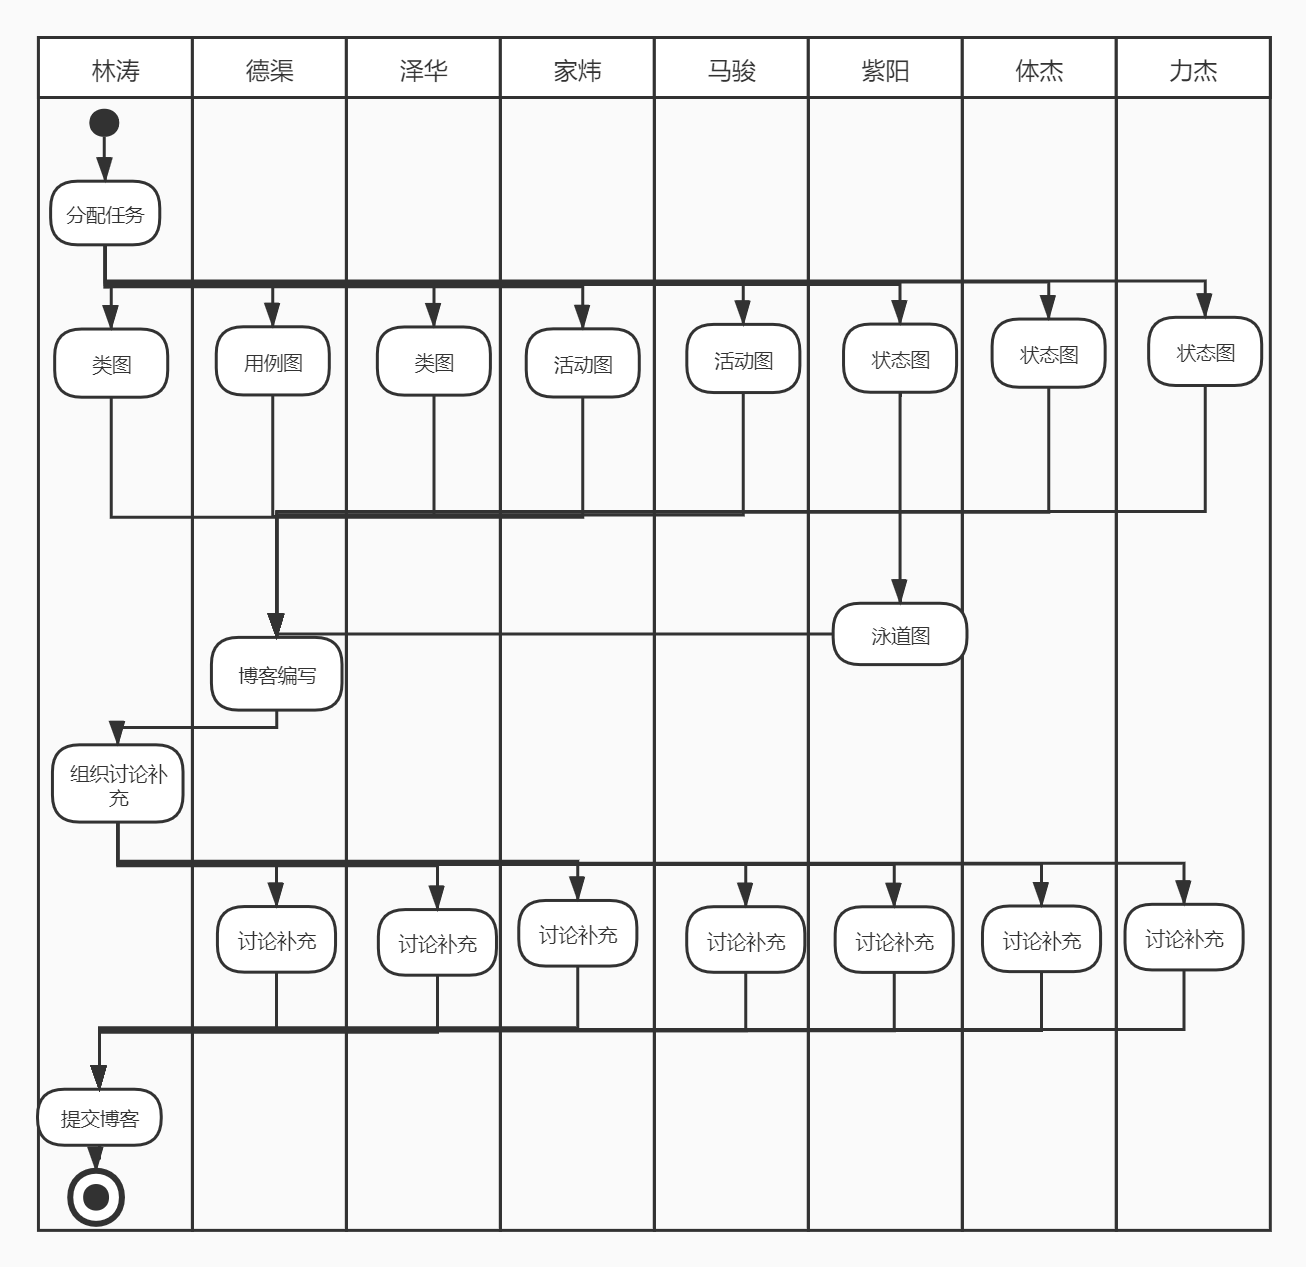 林涛
德渠
泽华
家炜
马骏
紫阳
体杰
力杰
分配任务
类图
用例图
类图
活动图
活动图
状态图
状态图
状态图
泳道图
博客编写
组织讨论补
充
讨论补充
讨论补充
讨论补充
讨论补充
讨论补充
讨论补充
讨论补充
提交博客